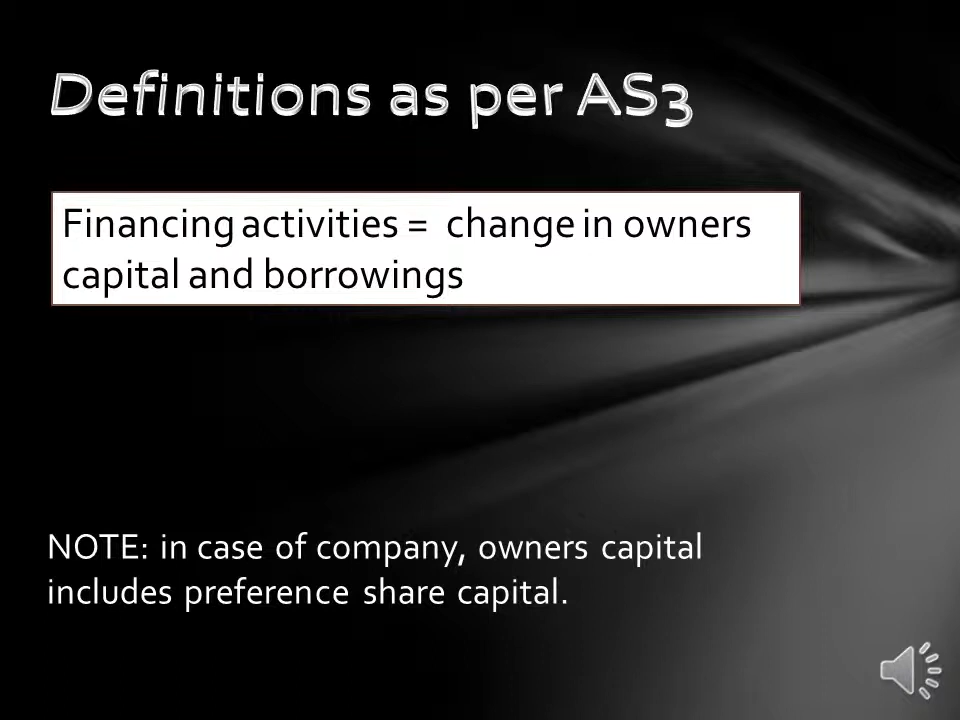 Definitions as per AS3
Financing activities = change in owners
capital and borrowings
NOTE: in case of company, owners capital
includes preference share capital.